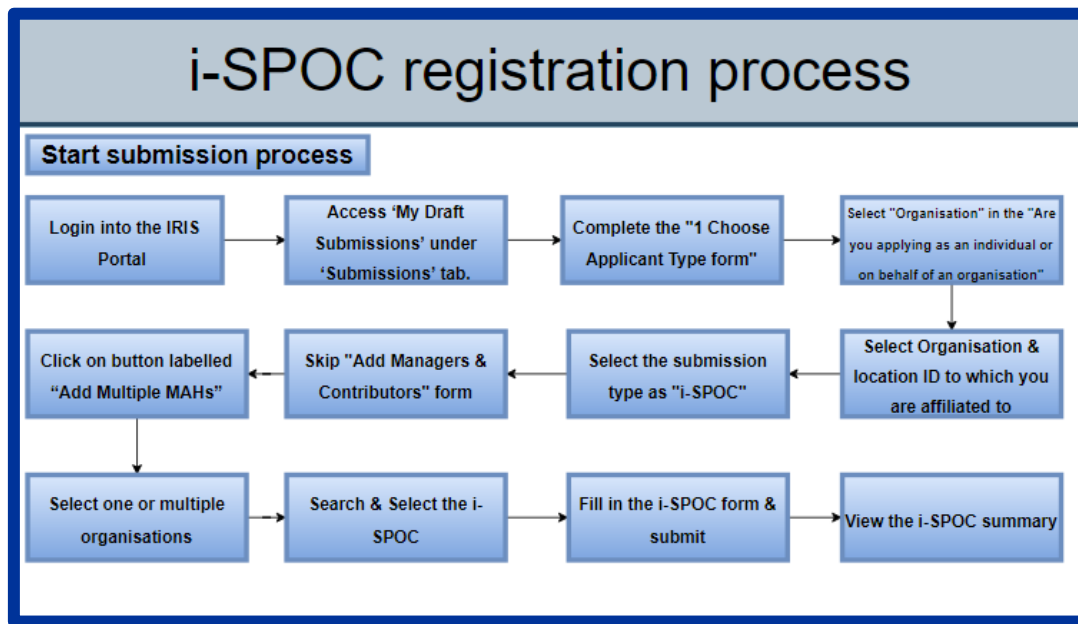 i-SPOC registration process
Start submission process
Login into the IRIS
Portal
Access ‘My Draft
Submissions’ under
‘Submissions’ tab.
Complete the "1 Choose
Applicant Type form"
Select "Organisation" in the "Are
you applying as an individual or
on behalf of an organisation"
Select Organisation &
location ID to which you
are affiliated to
Select the submission
type as "i-SPOC"
Skip "Add Managers &
Contributors" form
Click on button labelled
“Add Multiple MAHs”
Select one or multiple
organisations
Search & Select the i-
SPOC
Fill in the i-SPOC form &
submit
View the i-SPOC summary